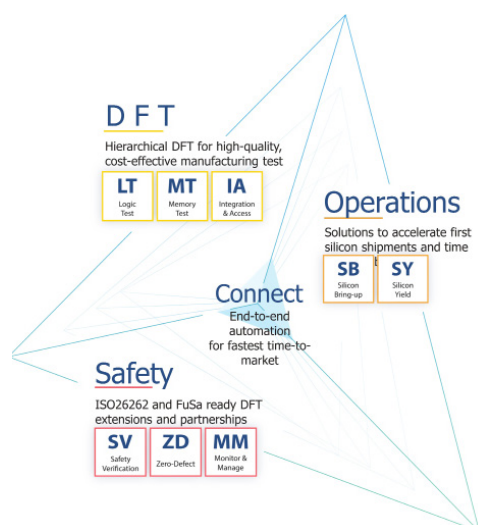 D F T
Hierarchical DFT for high-quality,
cost-effective manufacturing test
LT
Logic
Test
MT
Memory
Test
IA
Integration
& Access
Operations
Solutions to accelerate first
silicon shipments and time
SB
Silicon
Bring-up
SY
Silicon
Yield
Connect
End-to-end
automation
for fastest time-to-
market
Safety
ISO26262 and FuSa ready DFT
extensions and partnerships
SV
Safety
Verification
ZD
Zero-Defect
MM
Monitor &
Manage